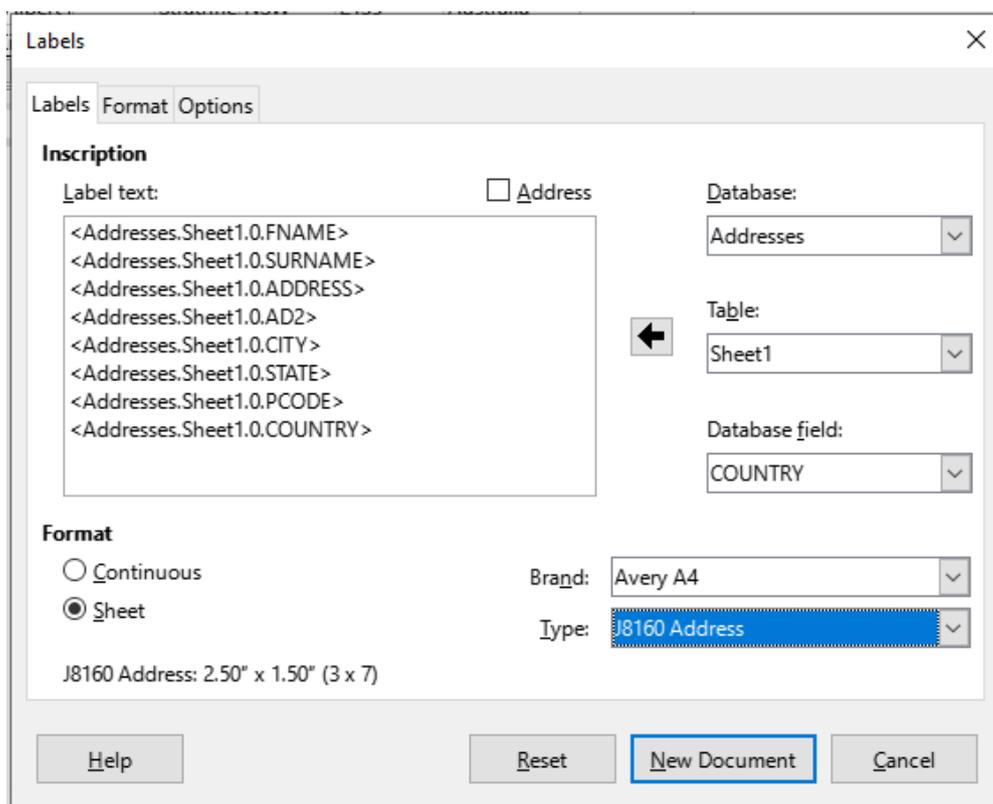 Labels
Labels Format Options
Inscription
Label text:
Address
Database:
<Addresses.Sheet1.0.FNAME>
<Addresses.Sheet1.0.SURNAME>
<Addresses.Sheet1.0.ADDRESS>
<Addresses.Sheet1.0.AD2>
<Addresses.Sheet1.0.CITY>
<Addresses.Sheet1.0.STATE>
<Addresses.Sheet1.0.PCODE>
<Addresses.Sheet1.0.COUNTRY>
Addresses
Table:
Sheet1
Database field:
COUNTRY
Format
Continuous
Sheet
Brand: Avery A4
Type: J8160 Address
J8160 Address: 2.50" x 1.50" (3 x 7)
Help
Reset
New Document
Cancel